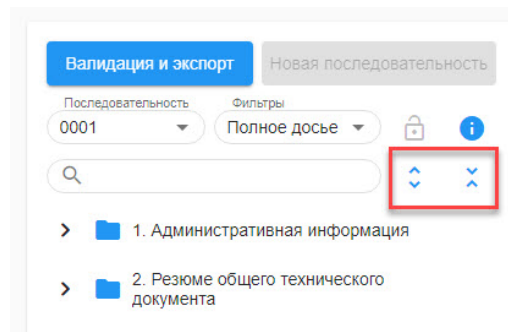 Валидация и экспорт
Новая последовательность
Последовательность
Фильтры
0001
Полное досье
1. Административная информация
2. Резюме общего технического
документа